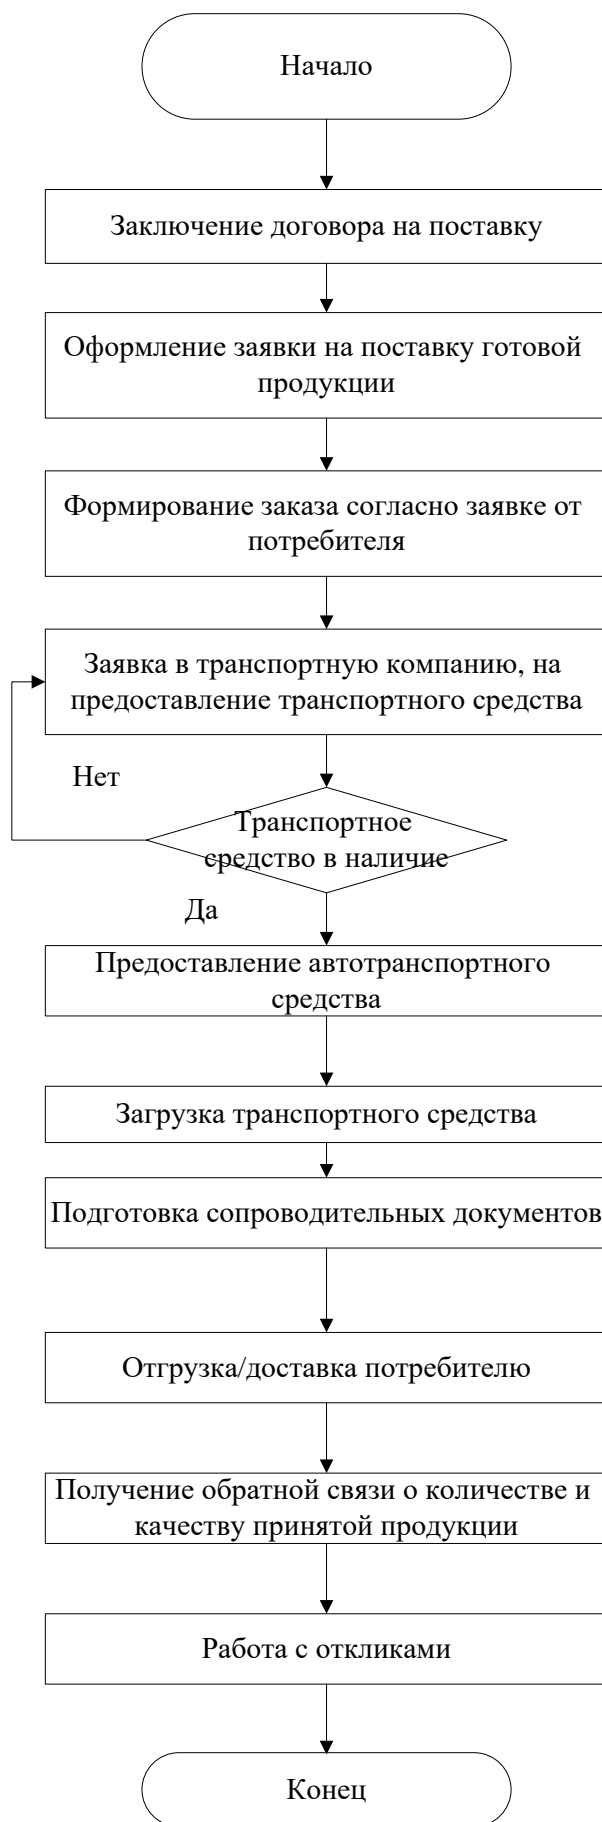 Начало
Заключение договора на поставку
Оформление заявки на поставку готовой
продукции
Формирование заказа согласно заявке от
потребителя
Заявка в транспортную компанию, на
предоставление транспортного средства
Нет
Транспортное
средство в наличие
Да
Предоставление автотранспортного
средства
Загрузка транспортного средства
Подготовка сопроводительных документов
Отгрузка/доставка потребителю
Получение обратной связи о количестве и
качеству принятой продукции
Работа с откликами
Конец